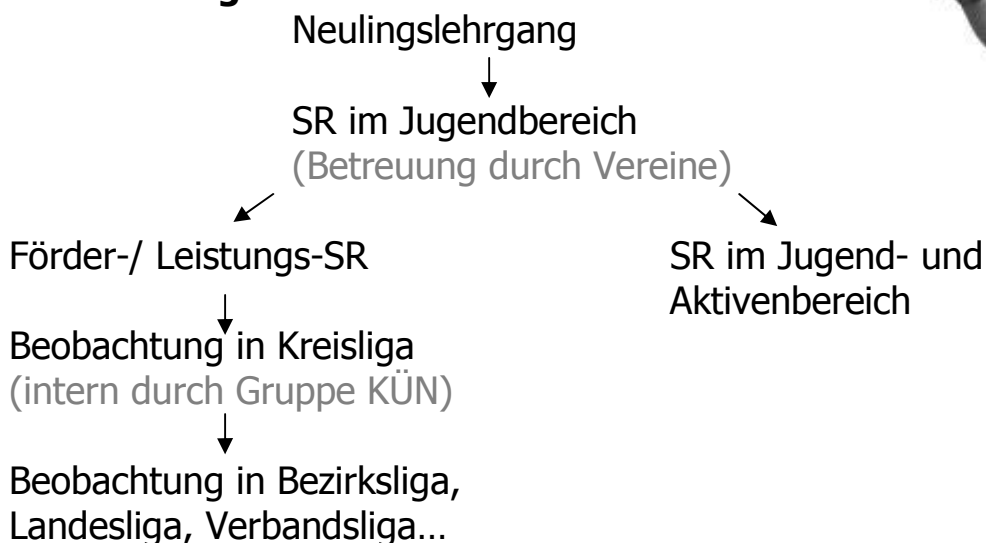 Neulingslehrgang
SR im Jugendbereich
(Betreuung durch Vereine)
Förder-/ Leistungs-SR
SR im Jugend- und
Aktivenbereich
Beobachtung in Kreisliga
(intern durch Gruppe KÜN)
Beobachtung in Bezirksliga,
Landesliga, Verbandsliga…